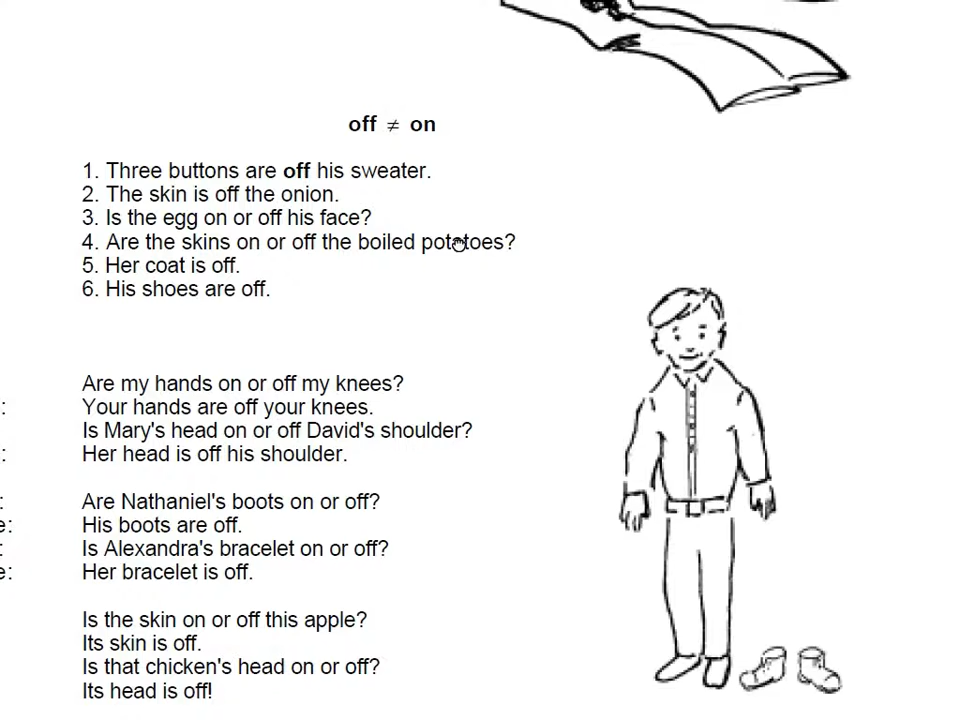 off ≠ on
1. Three buttons are off his sweater.
2. The skin is off the onion.
3. Is the egg on or off his face?
4. Are the skins on or off the boiled potatoes?
5. Her coat is off.
6. His shoes are off.
Are my hands on or off my knees?
: Your hands are off your knees.
Is Mary's head on or off David's shoulder?
: Her head is off his shoulder.
: Are Nathaniel's boots on or off?
e: His boots are off.
: Is Alexandra's bracelet on or off?
e: Her bracelet is off.
Is the skin on or off this apple?
Its skin is off.
Is that chicken's head on or off?
Its head is off!